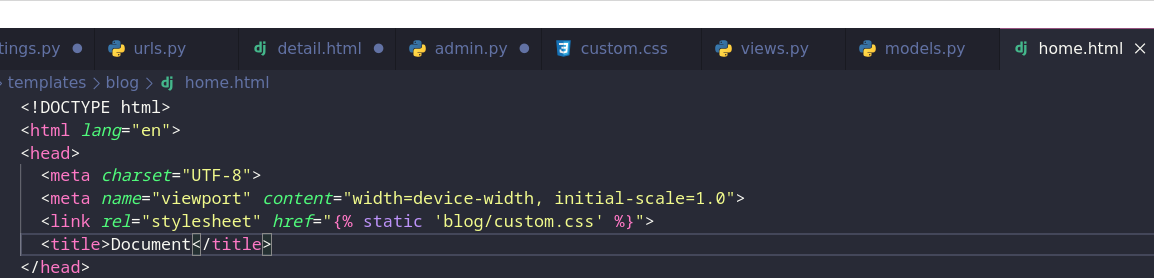 tings.py urls.py dj detail.html admin.py 3 custom.css views.py models.py dj home.html
templates > blog > dj home.html
<!DOCTYPE html>
<html lang="en">
<head>
<meta charset="UTF-8">
<meta name="viewport" content="width=device-width, initial-scale=1.0">
<link rel="stylesheet" href="{% static 'blog/custom.css' %}">
<title>Document</title>
</head>